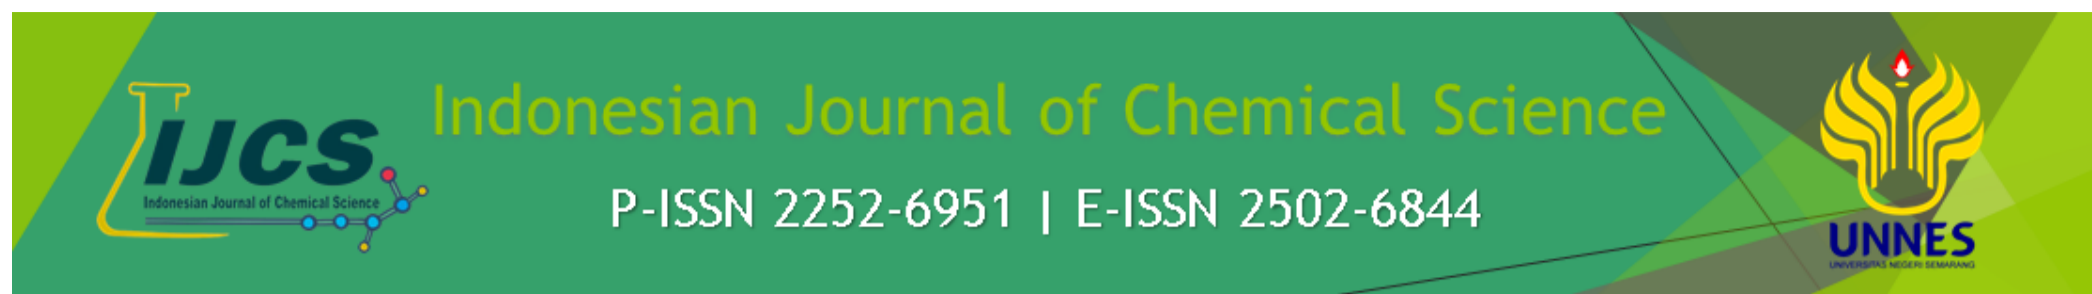 IJCS
Indonesian Journal of Chemical Science
Indonesian Journal of Chemical Science
P-ISSN 2252-6951 | E-ISSN 2502-6844
UNNES
UNIVERSITAS NEGERI SEMARANG